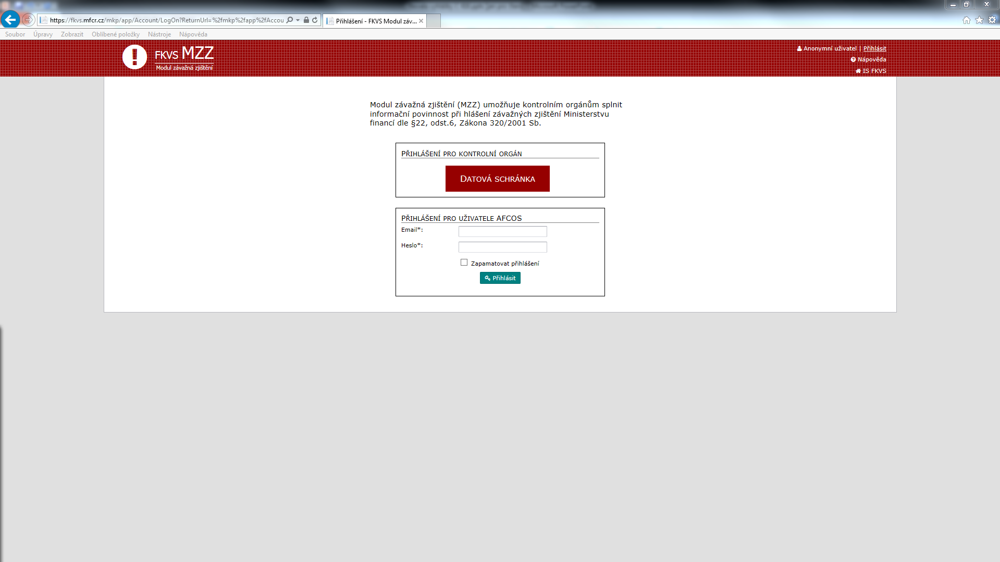 https://fkvs.mfcr.cz/mkp/app/Account/LogOn?ReturnUrl=%2fmkp%2fapp%2fAccou
Přihlášení - FKVS Modul záv...
Soubor Úpravy Zobrazit Oblíbené položky Nástroje Nápověda
FKVS MZZ
Modul závažná zjištění
Anonymní uživatel | Přihlásit
Nápověda
IS FKVS
Modul závažná zjištění (MZZ) umožňuje kontrolním orgánům splnit
informační povinnost při hlášení závažných zjištění Ministerstvu
financí dle §22, odst.6, Zákona 320/2001 Sb.
Přihlášení pro kontrolní orgán
Datová schránka
Přihlášení pro uživatele AFCOS
Email*:
Heslo*:
Zapamatovat přihlášení
Přihlásit